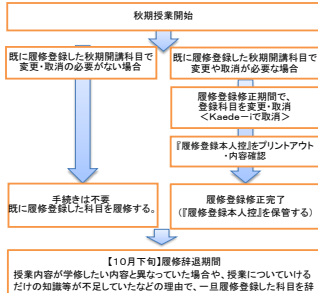 秋期授業開始
既に履修登録した秋期開講科目で
変更・取消の必要がない場合
既に履修登録した秋期開講科目で
変更や取消が必要な場合
履修登録修正期間で、
登録科目を変更・取消
＜Kaede－iで取消＞
『履修登録本人控』をプリントアウト
・内容確認
手続きは不要
既に履修登録した科目を履修する。
履修登録修正完了
(『履修登録本人控』を保管する)
【10月下旬】履修辞退期間
授業内容が学修したい内容と異なっていた場合や、授業についていける
だけの知識等が不足していたなどの理由で、一旦履修登録した科目を辞